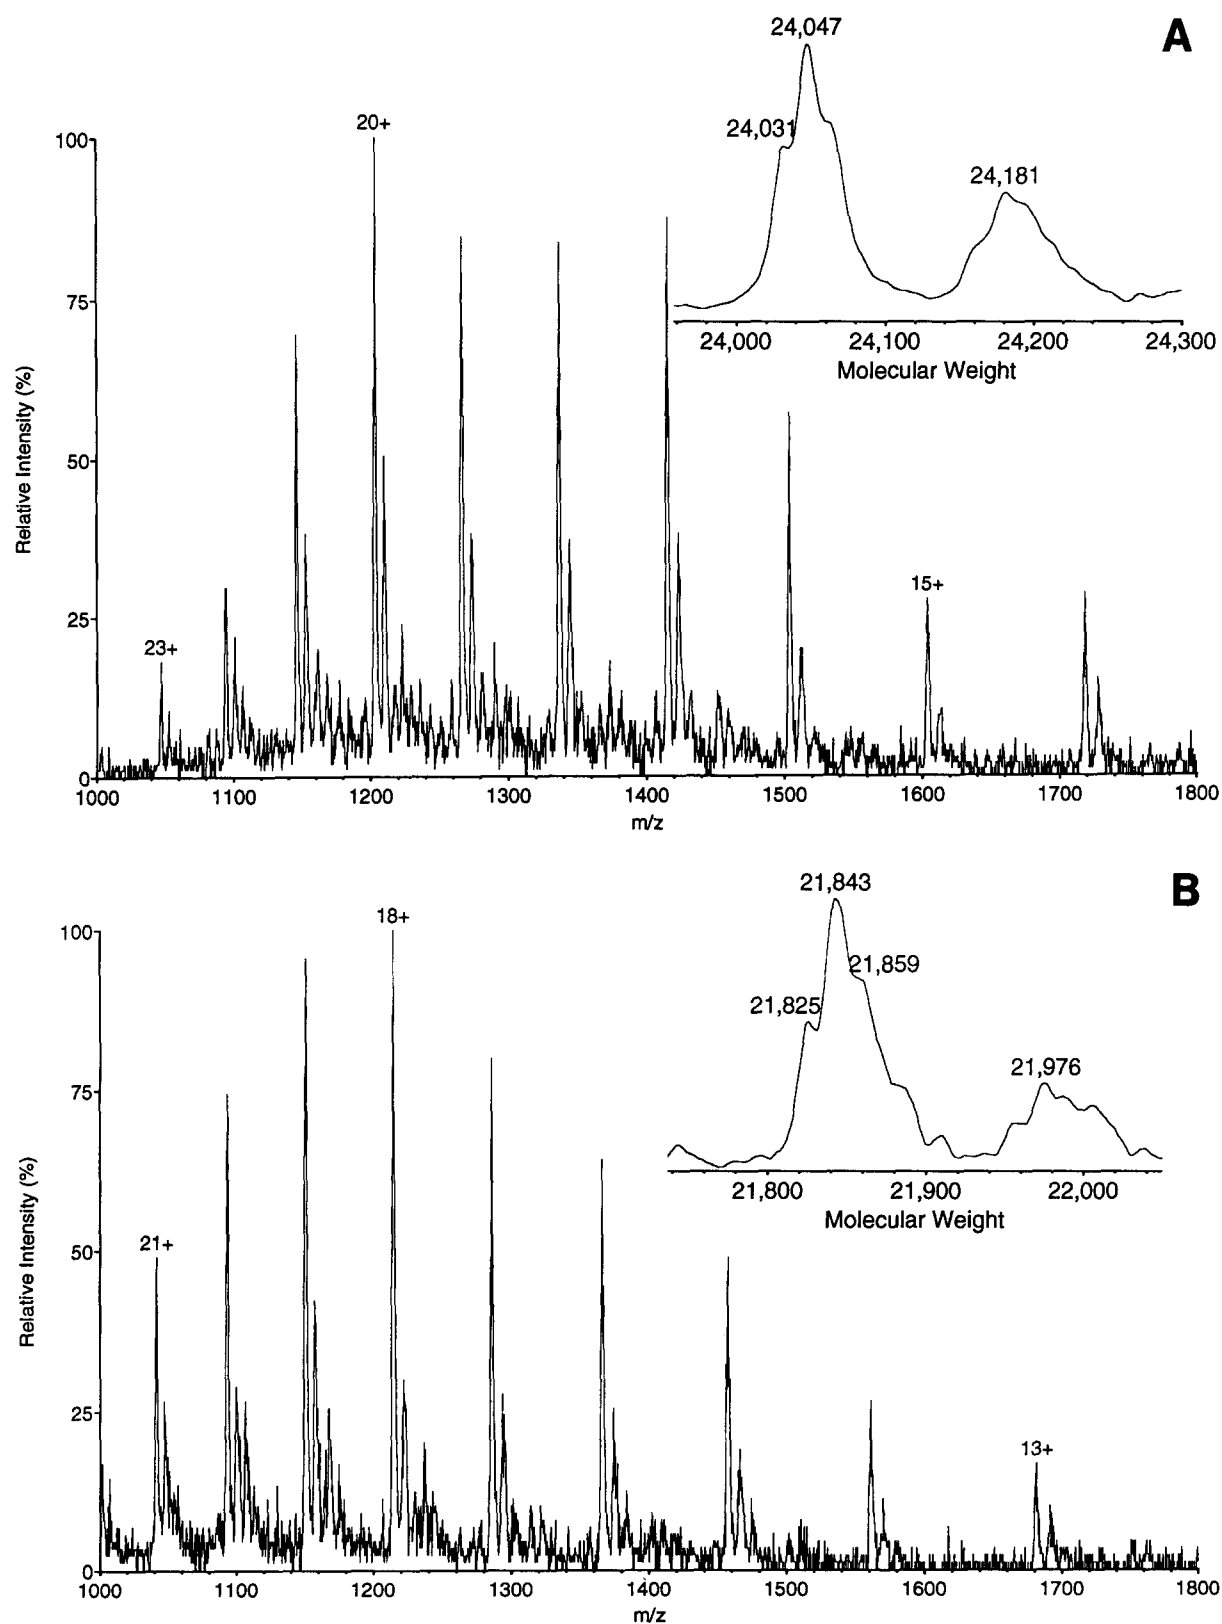 A
24,047
24,031
24,181
24,000 24,100 24,200 24,300
Molecular Weight
Relative Intensity (%)
100
75
50
25
0
23+
20+
15+
1000 1100 1200 1300 1400 1500 1600 1700 1800
m/z
B
21,843
21,859
21,825
21,976
21,800 21,900 22,000
Molecular Weight
Relative Intensity (%)
100
75
50
25
0
21+
18+
13+
1000 1100 1200 1300 1400 1500 1600 1700 1800
m/z